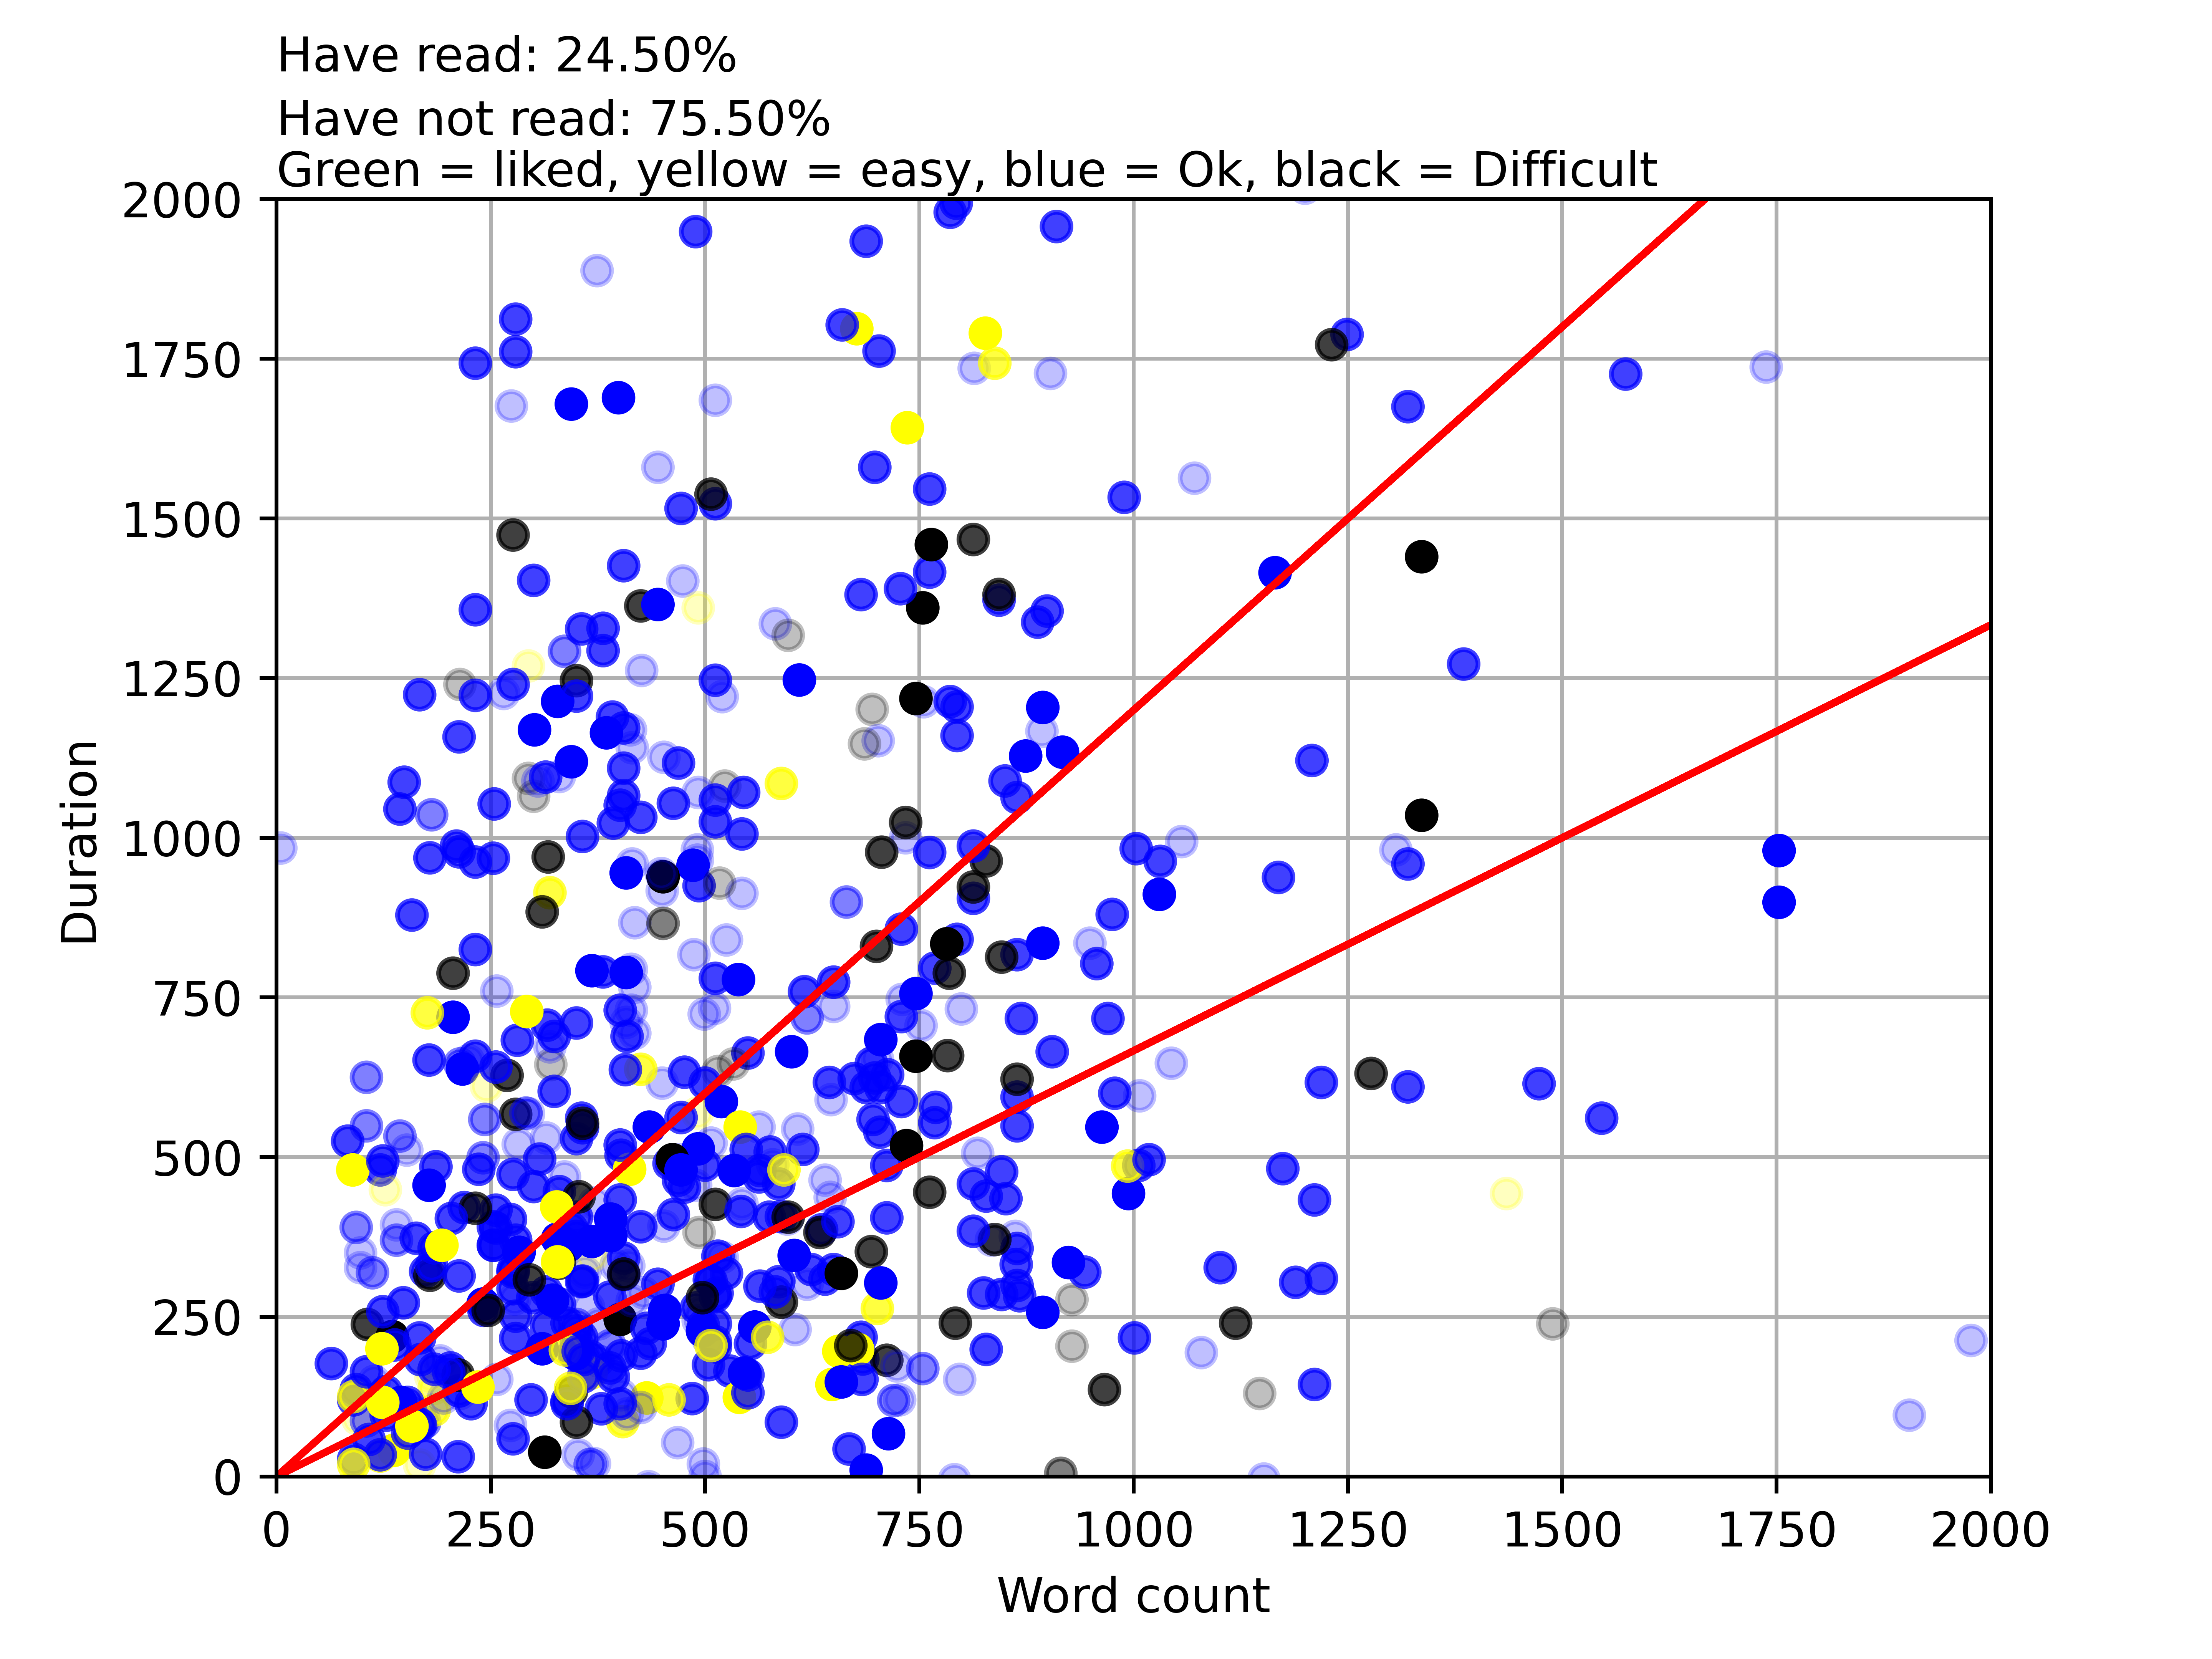 Have read: 24.50%
Have not read: 75.50%
Green = liked, yellow = easy, blue = Ok, black = Difficult
2000
1750
1500
1250
1000
750
500
250
0
Duration
0 250 500 750 1000 1250 1500 1750 2000
Word count